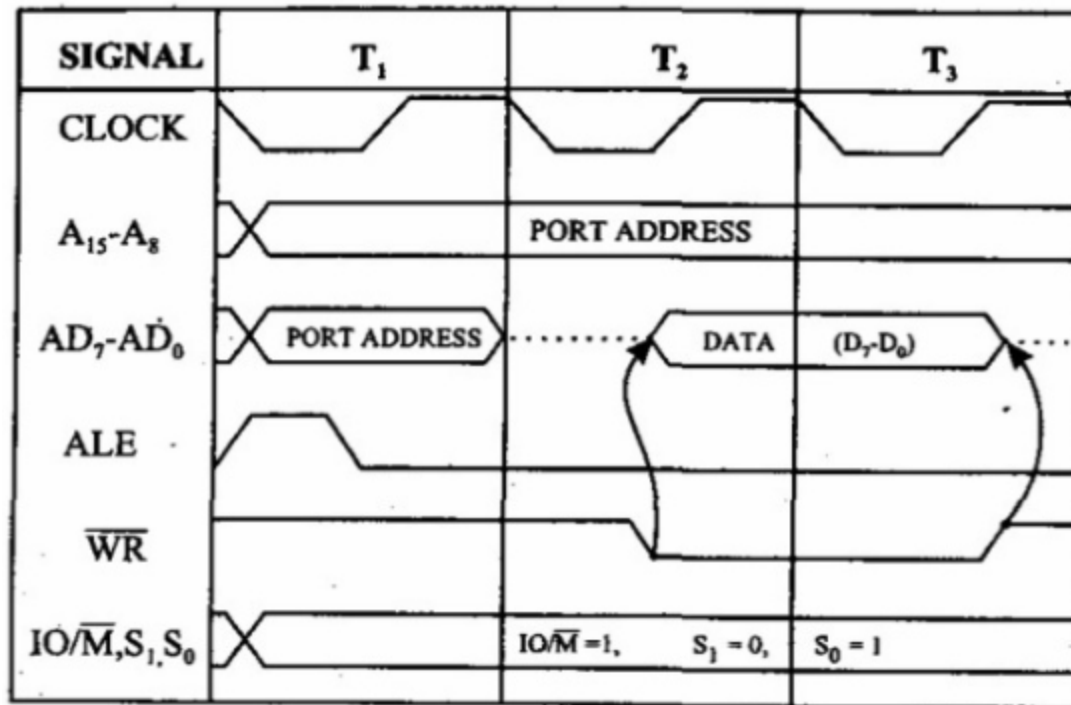 SIGNAL T₁ T₂ T₃
CLOCK
A₁₅-A₈ PORT ADDRESS
AD₇-AD₀ PORT ADDRESS DATA (D₇-D₀)
ALE
W̅R̅
IO/M̅,S₁,S₀ IO/M̅ =1, S₁ = 0, S₀ = 1